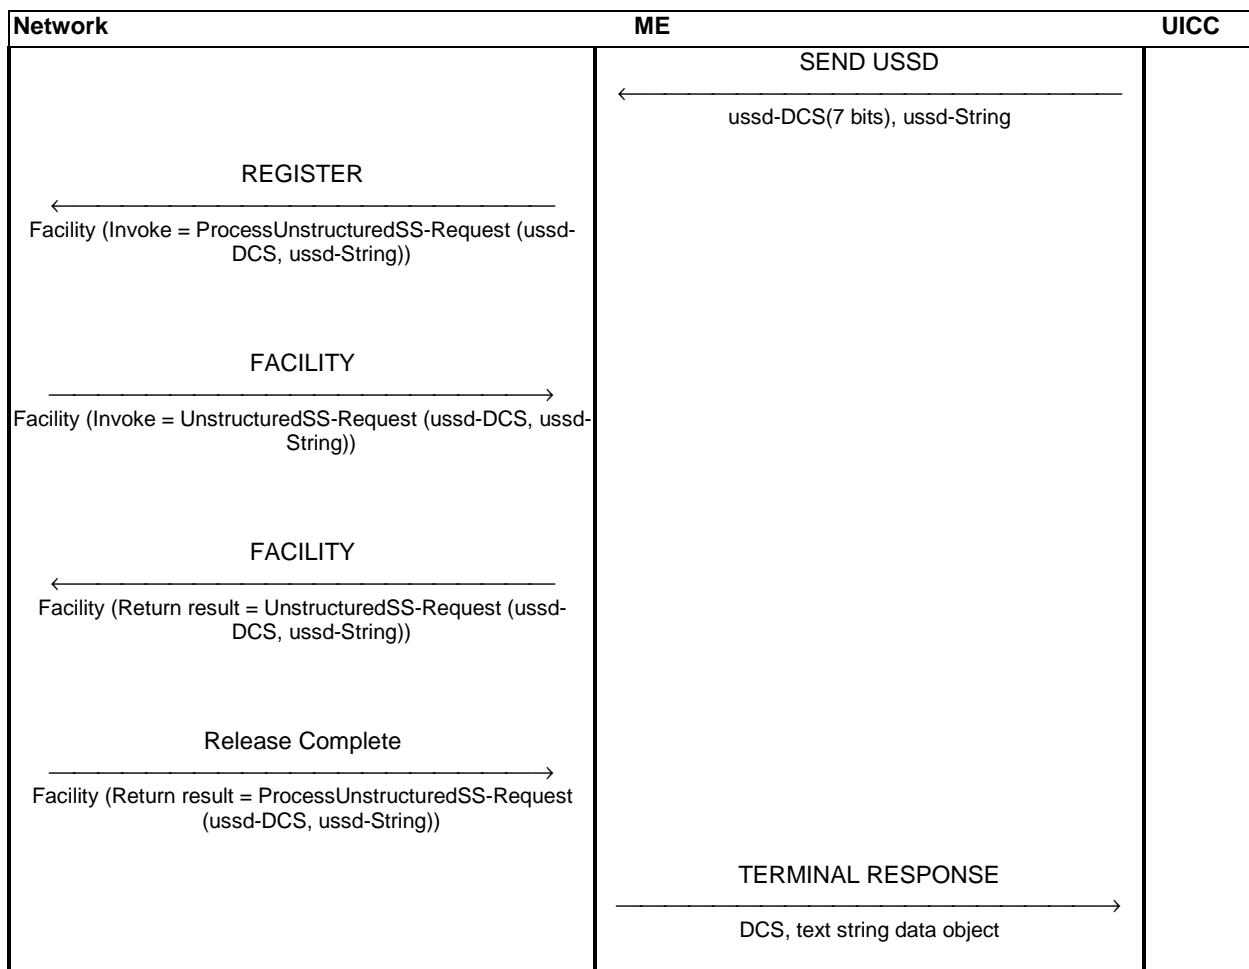 Network ME UICC
SEND USSD
ussd-DCS(7 bits), ussd-String
REGISTER
Facility (Invoke = ProcessUnstructuredSS-Request (ussd-
DCS, ussd-String))
FACILITY
Facility (Invoke = UnstructuredSS-Request (ussd-DCS, ussd-
String))
FACILITY
Facility (Return result = UnstructuredSS-Request (ussd-
DCS, ussd-String))
Release Complete
Facility (Return result = ProcessUnstructuredSS-Request
(ussd-DCS, ussd-String))
TERMINAL RESPONSE
DCS, text string data object